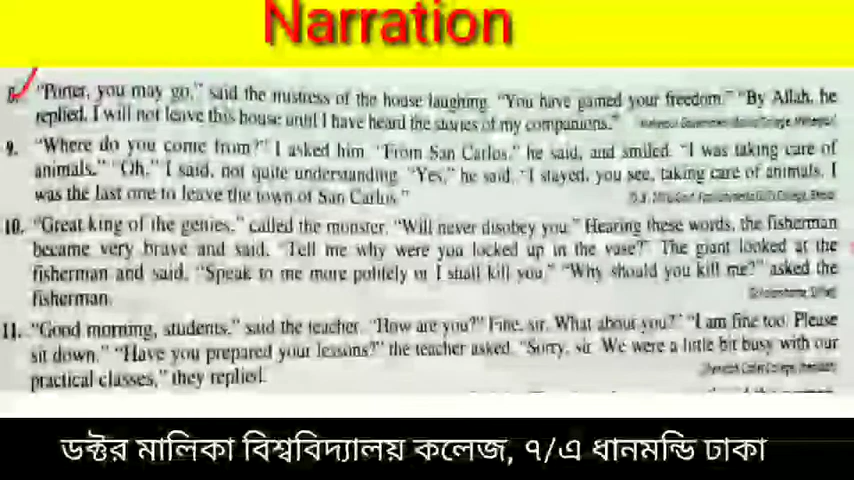 Narration
8. "Porter, you may go," said the mistress of the house laughing. "You have gained your freedom." "By Allah, he
replied, I will not leave this house until I have heard the stories of my companions."
9. "Where do you come from?" I asked him. "From San Carlos," he said, and smiled. "I was taking care of
animals." "Oh," I said, not quite understanding. "Yes," he said, "I stayed, you see, taking care of animals. I
was the last one to leave the town of San Carlos."
10. "Great king of the genies," called the monster, "Will never disobey you." Hearing these words, the fisherman
became very brave and said, "Tell me why were you locked up in the vase?" The giant looked at the
fisherman and said, "Speak to me more politely or I shall kill you." "Why should you kill me?" asked the
fisherman.
11. "Good morning, students," said the teacher. "How are you?" Fine, sir. What about you?" "I am fine too. Please
sit down." "Have you prepared your lessons?" the teacher asked. "Sorry, sir. We were a little bit busy with our
practical classes," they replied.
ডক্টর মালিকা বিশ্ববিদ্যালয় কলেজ, ৭/এ ধানমন্ডি ঢাকা